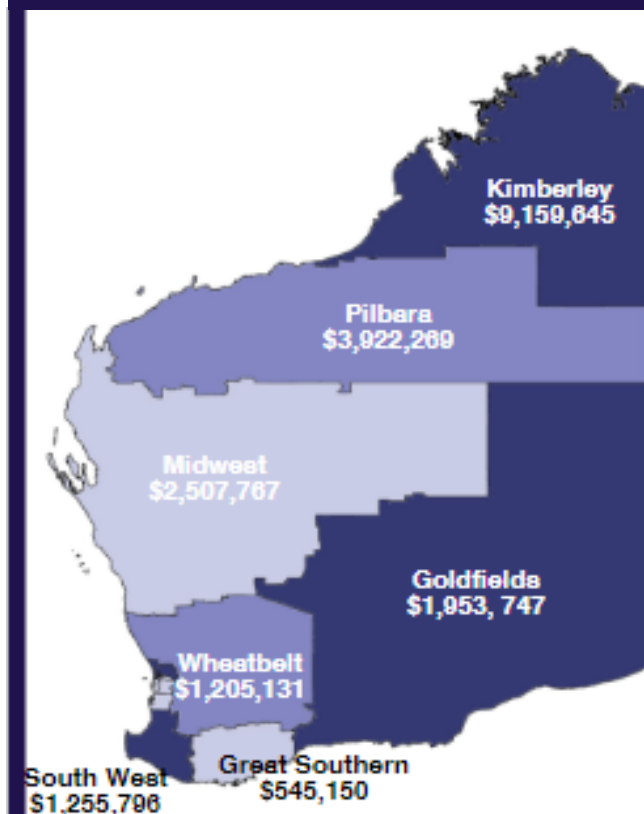 Kimberley
$9,159,645
Pilbara
$3,922,269
Midwest
$2,507,767
Goldfields
$1,953, 747
Wheatbelt
$1,205,131
Great Southern
$545,150
South West
$1,255,796